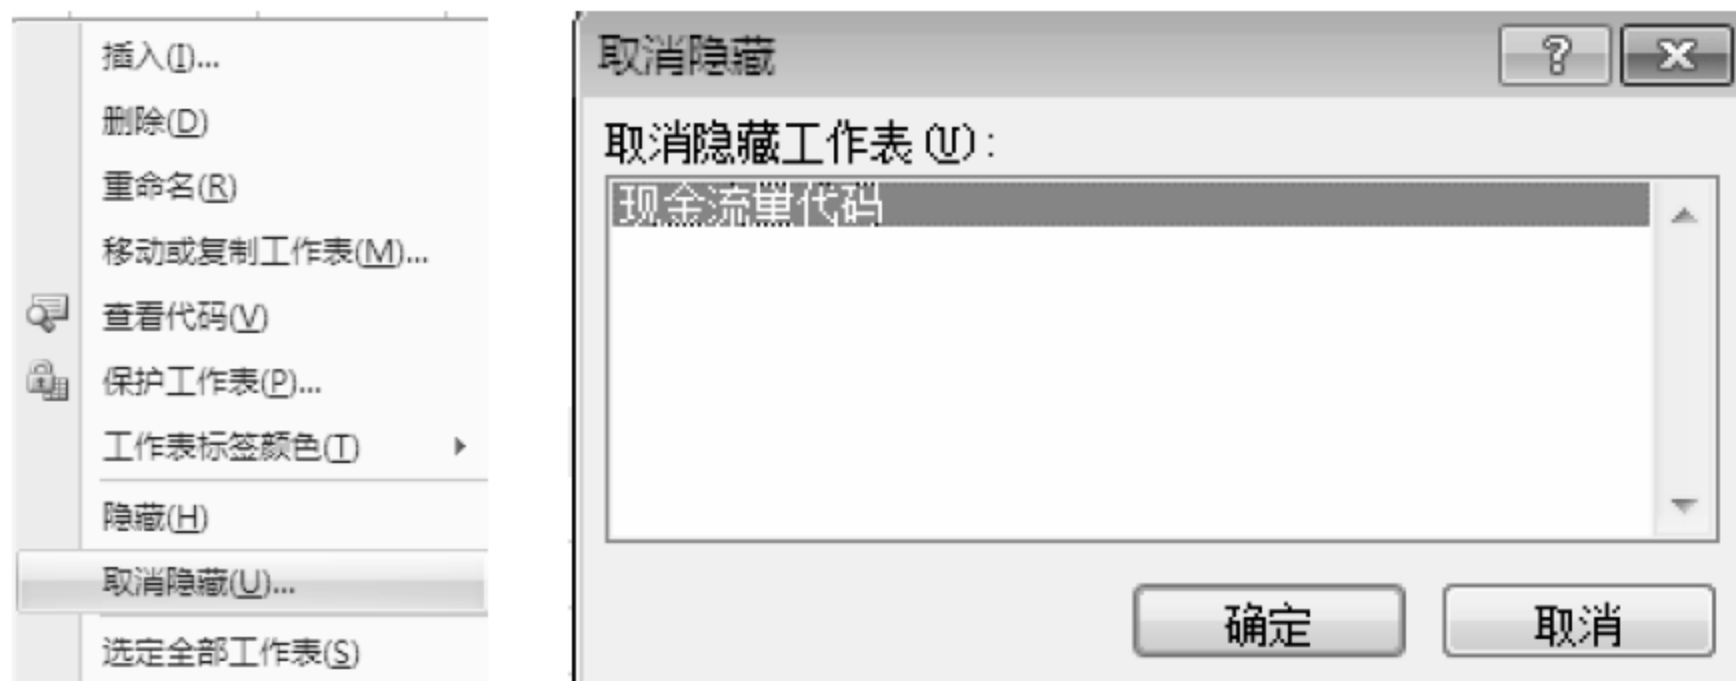 插入(I)...
删除(D)
重命名(R)
移动或复制工作表(M)...
查看代码(V)
保护工作表(P)...
工作表标签颜色(T)
隐藏(H)
取消隐藏(U)...
选定全部工作表(S)
取消隐藏
取消隐藏工作表(U):
现金流量代码
确定
取消